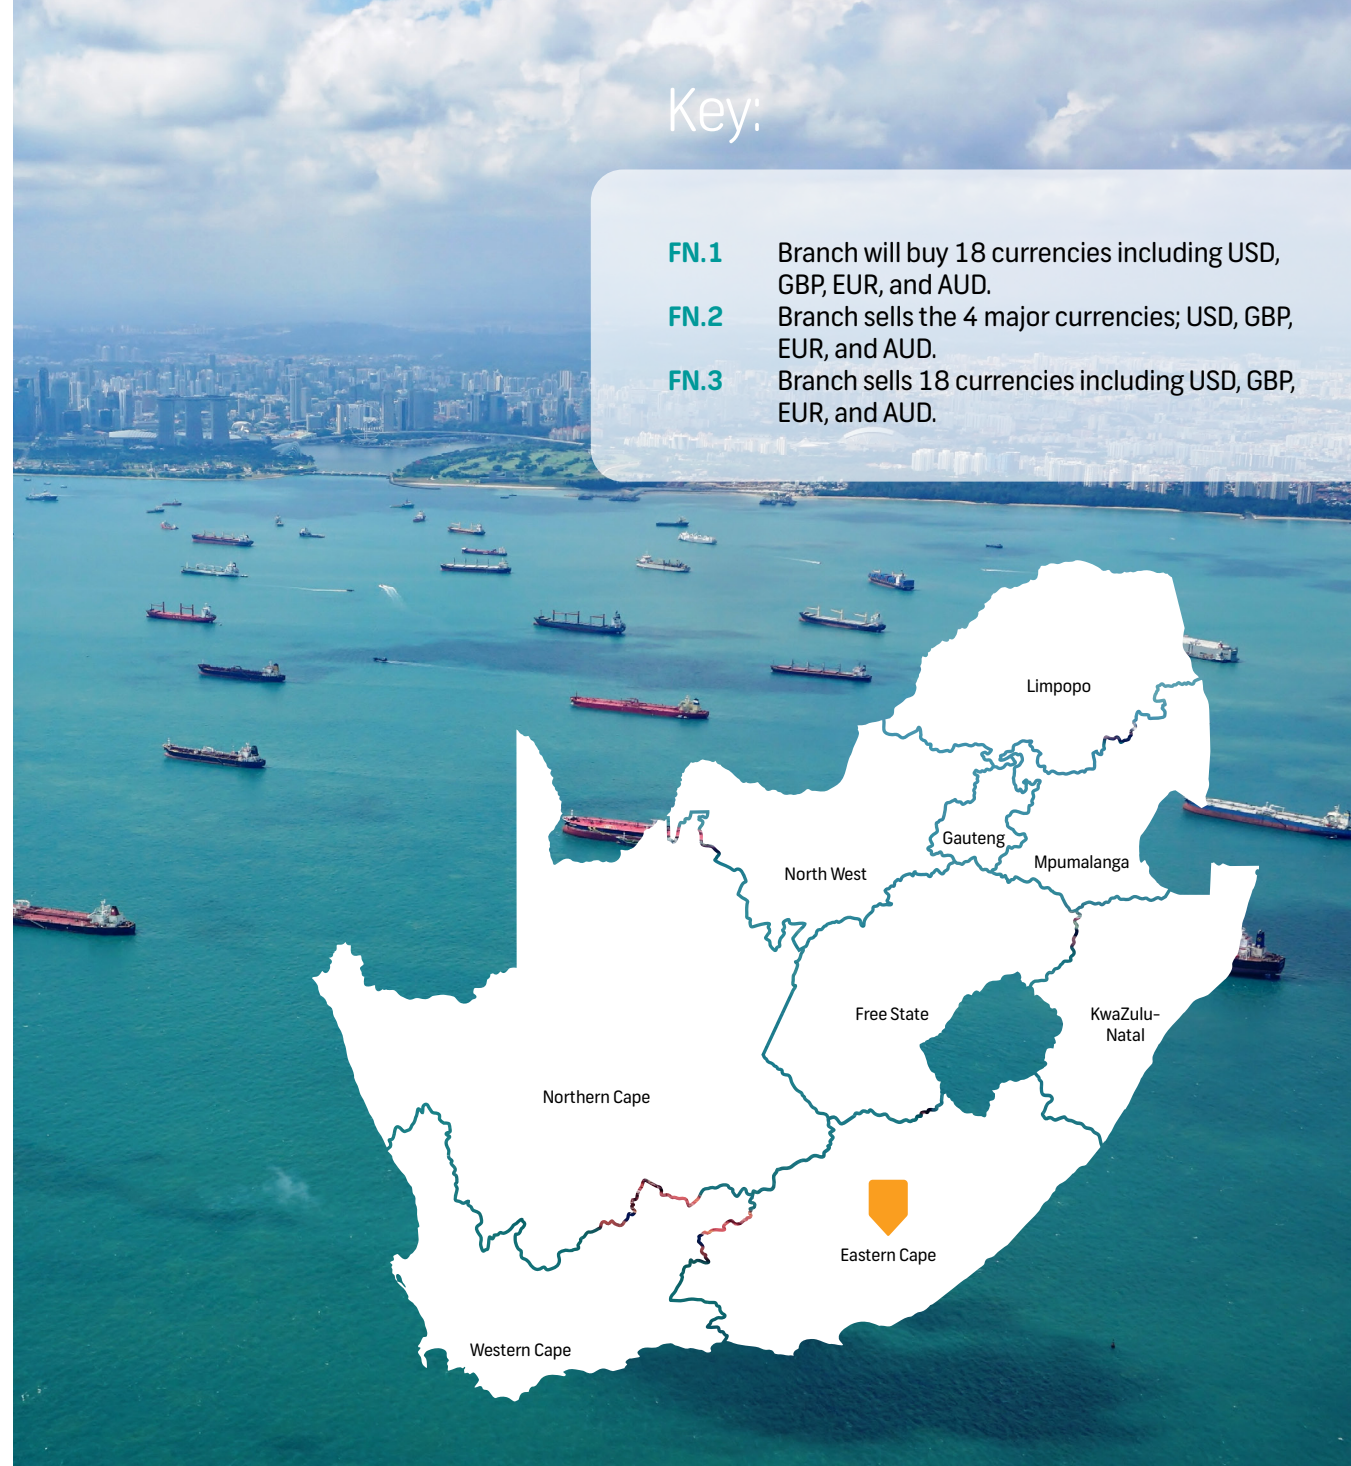 Key:
FN.1 Branch will buy 18 currencies including USD,
GBP, EUR, and AUD.
FN.2 Branch sells the 4 major currencies; USD, GBP,
EUR, and AUD.
FN.3 Branch sells 18 currencies including USD, GBP,
EUR, and AUD.
Limpopo
Gauteng
Mpumalanga
North West
Free State
KwaZulu-
Natal
Northern Cape
Eastern Cape
Western Cape